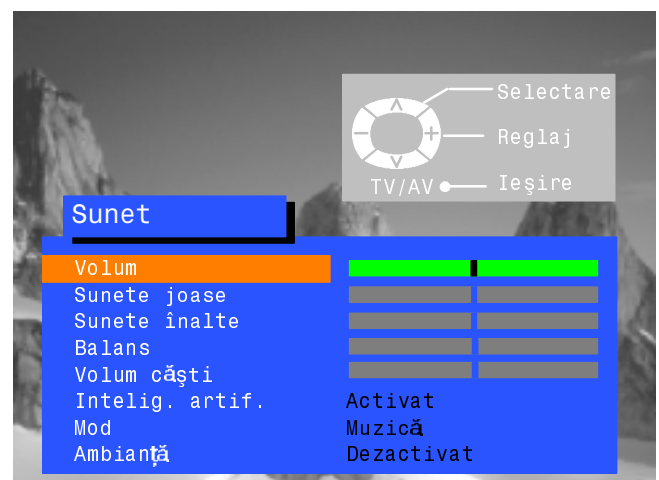 Selectare
Reglaj
TV/AV Ieşire
Sunet
Volum
Sunete joase
Sunete înalte
Balans
Volum căşti
Intelig. artif. Activat
Mod Muzică
Ambianţă Dezactivat